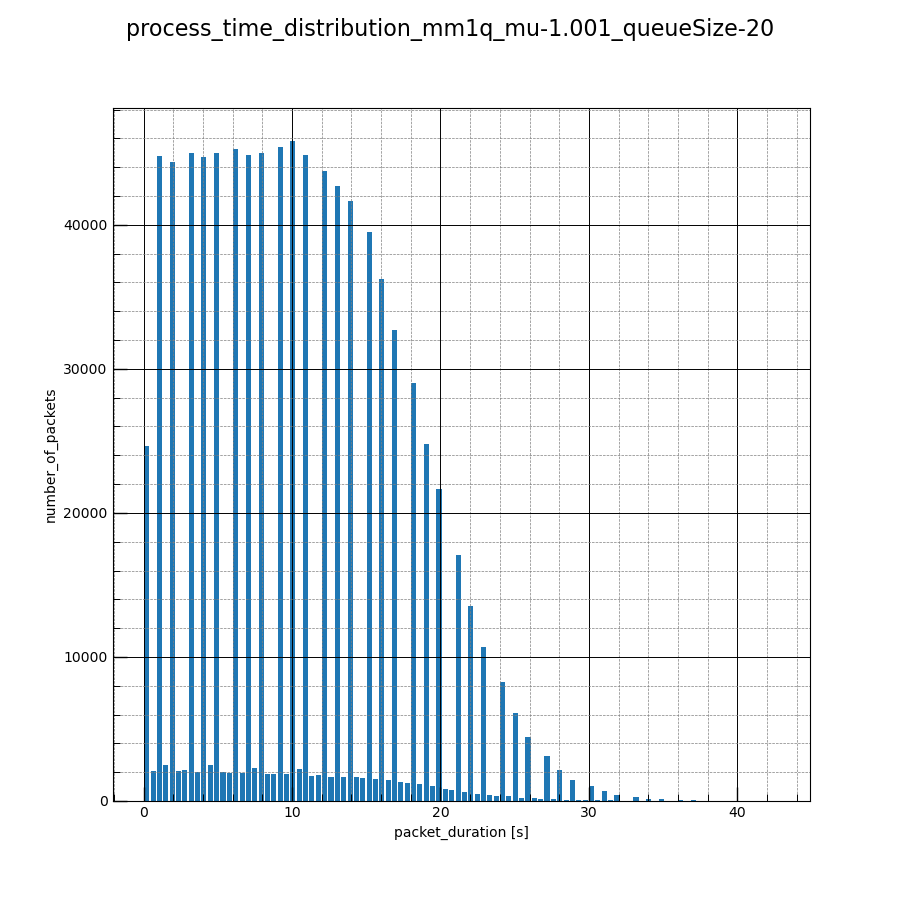 process_time_distribution_mm1q_mu-1.001_queueSize-20
number_of_packets
40000
30000
20000
10000
0
0 10 20 30 40
packet_duration [s]